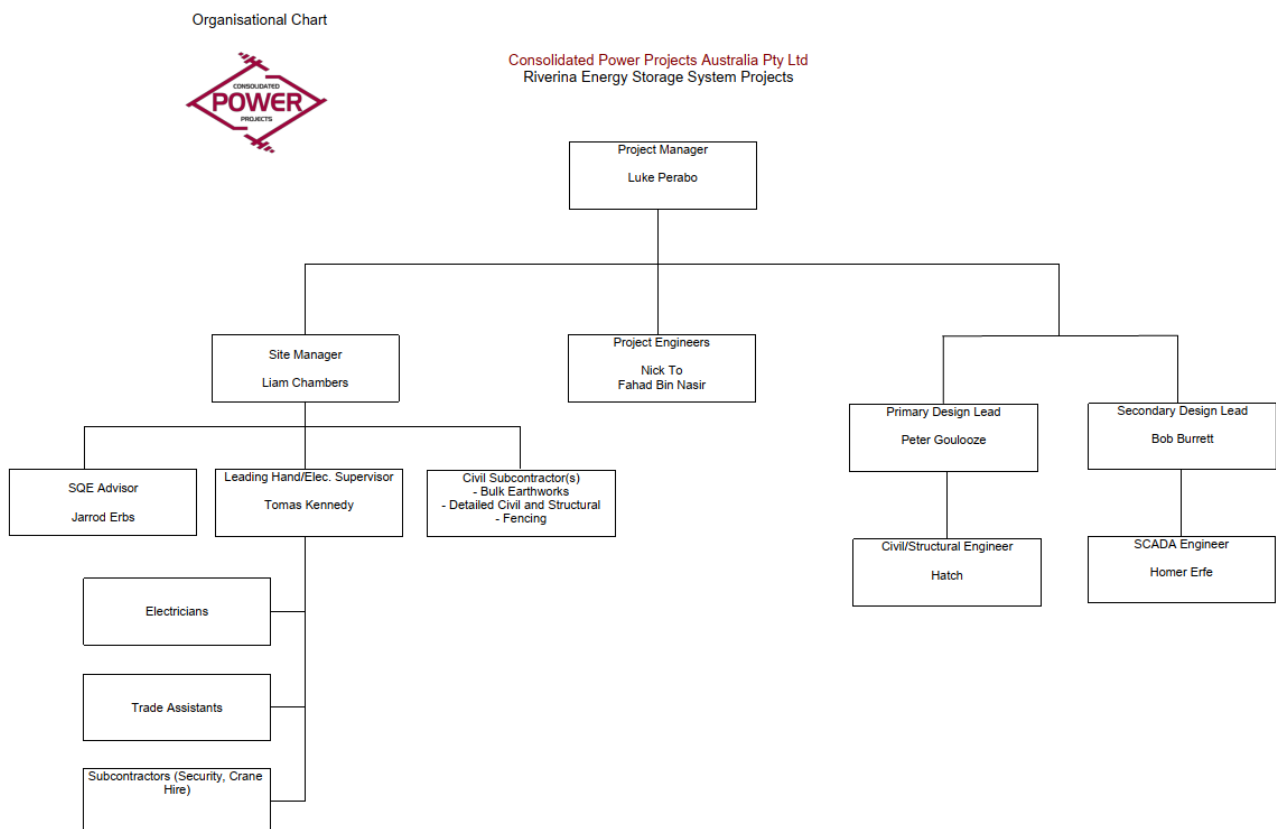 Organisational Chart
CONSOLIDATED
POWER
PROJECTS
Consolidated Power Projects Australia Pty Ltd
Riverina Energy Storage System Projects
Project Manager
Luke Perabo
Site Manager
Liam Chambers
Project Engineers
Nick To
Fahad Bin Nasir
Primary Design Lead
Peter Goulooze
Secondary Design Lead
Bob Burrett
SQE Advisor
Jarrod Erbs
Leading Hand/Elec. Supervisor
Tomas Kennedy
Civil Subcontractor(s)
- Bulk Earthworks
- Detailed Civil and Structural
- Fencing
Civil/Structural Engineer
Hatch
SCADA Engineer
Homer Erfe
Electricians
Trade Assistants
Subcontractors (Security, Crane
Hire)